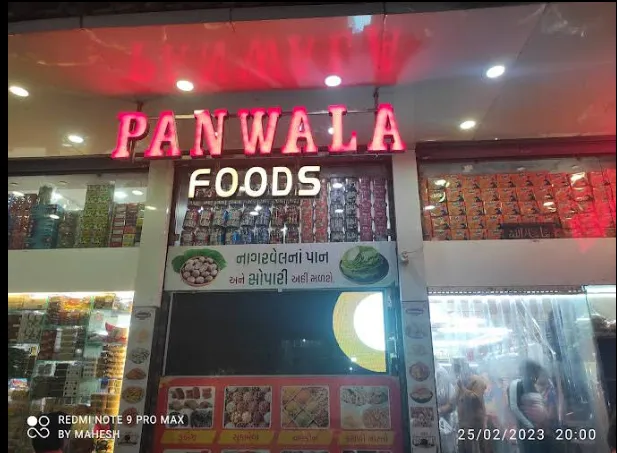 PANWALA
FOODS
નાગરવેલનાં પાન
અને સોપારી અહીં મળશે.
REDMI NOTE 9 PRO MAX
BY MAHESH
25/02/2023 20:00